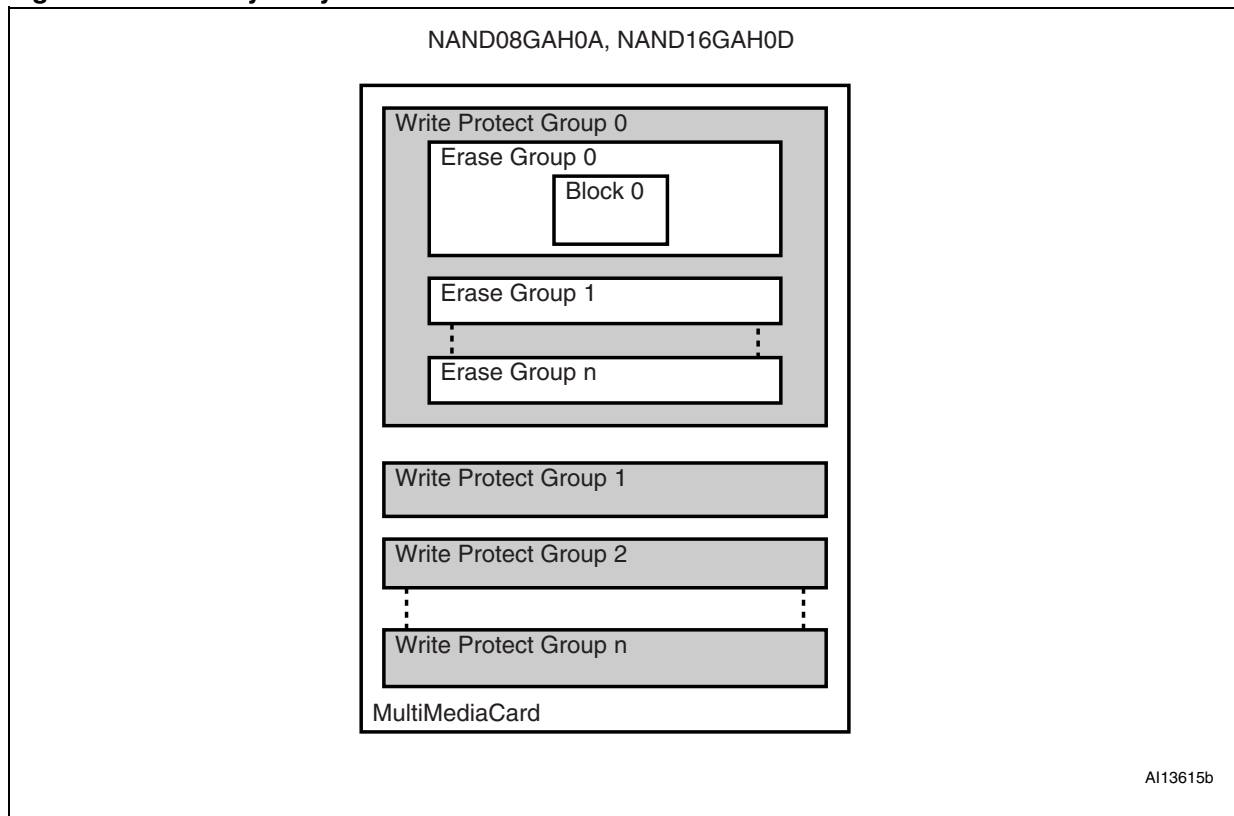 NAND08GAH0A, NAND16GAH0D
Write Protect Group 0
Erase Group 0
Block 0
Erase Group 1
Erase Group n
Write Protect Group 1
Write Protect Group 2
Write Protect Group n
MultiMediaCard
AI13615b